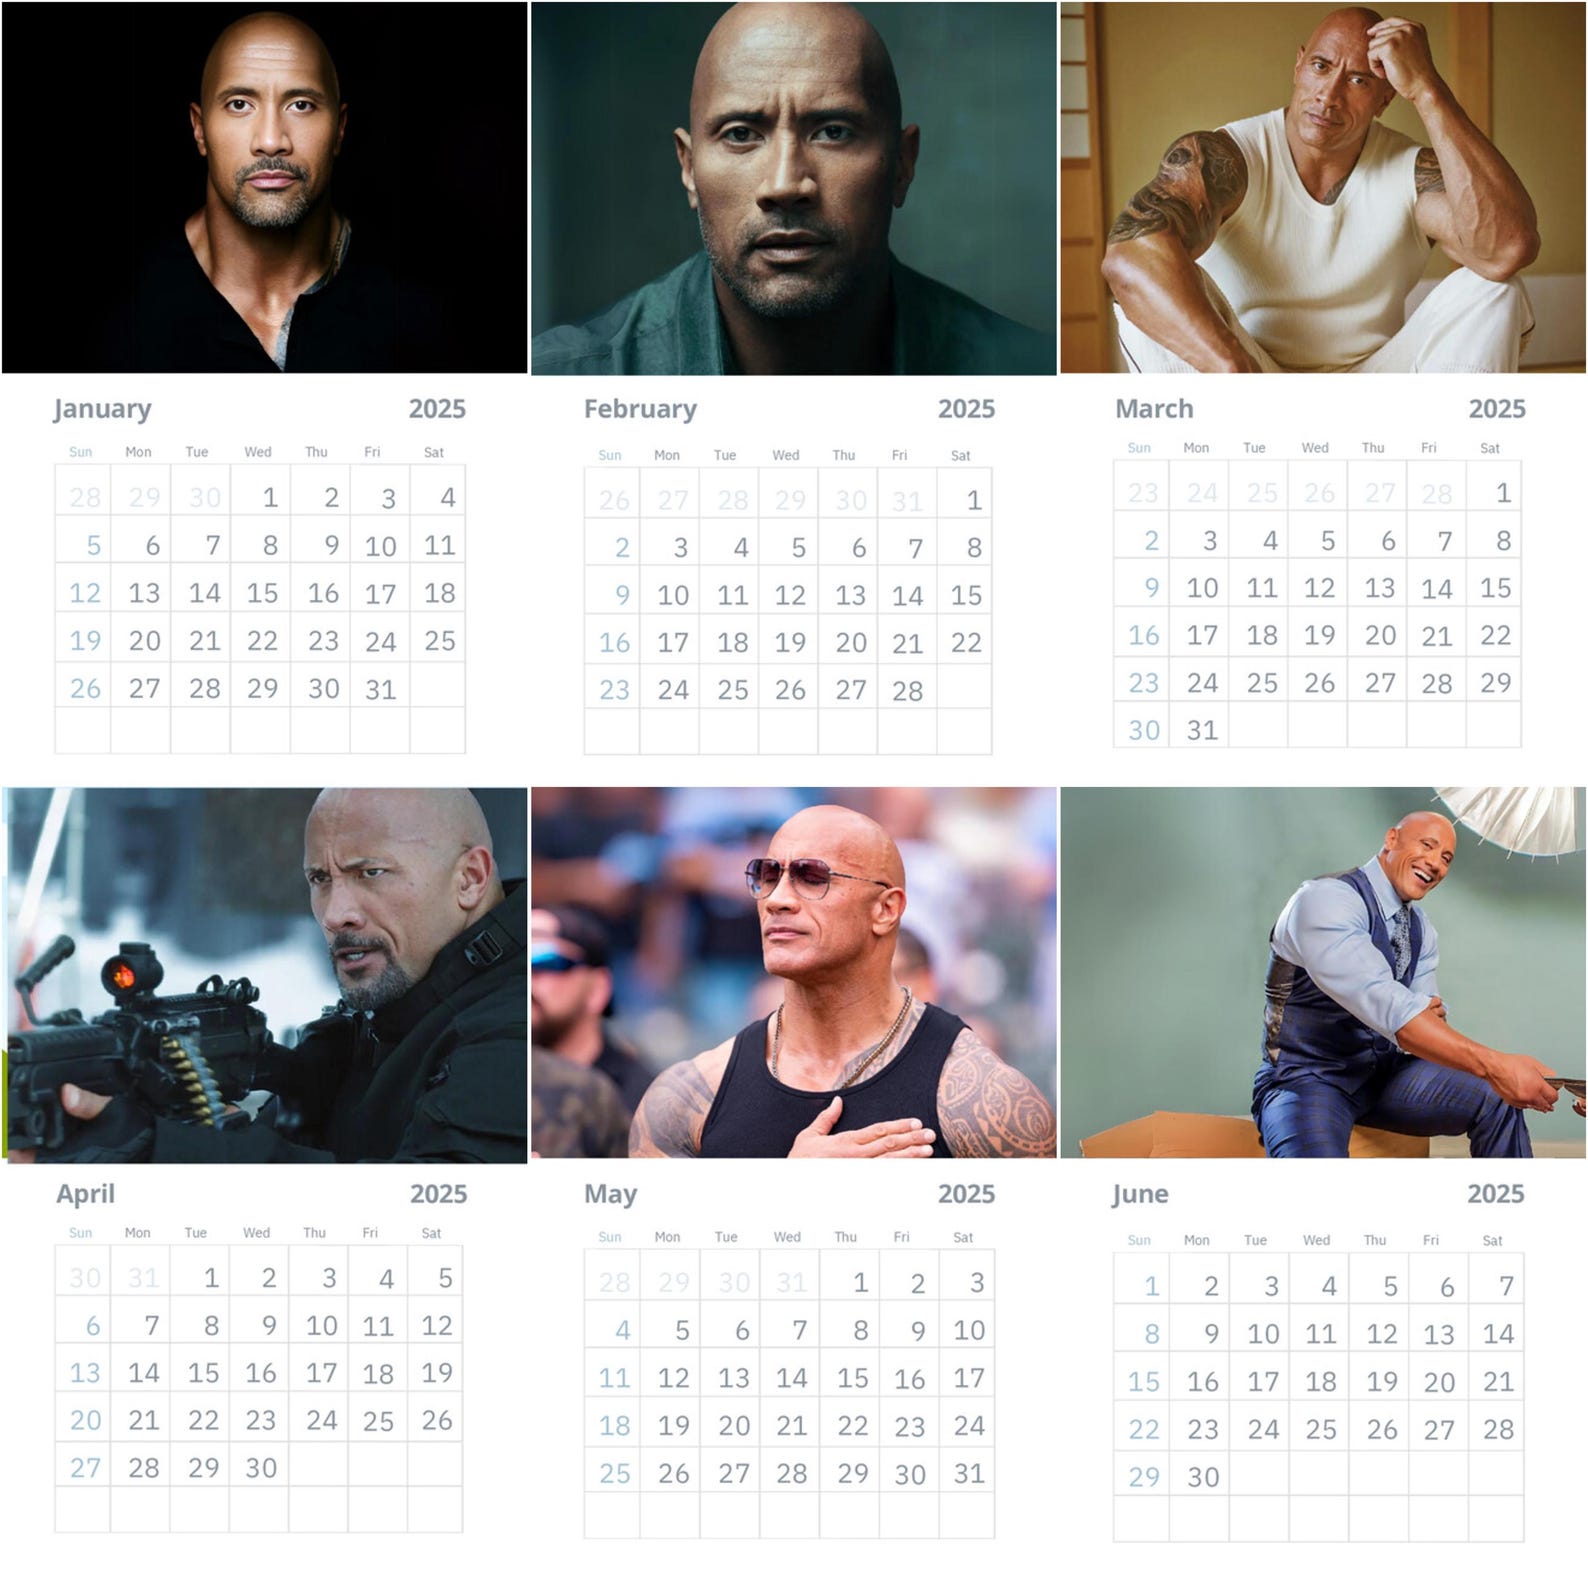 January 2025
Sun Mon Tue Wed Thu Fri Sat
28 29 30 1 2 3 4
5 6 7 8 9 10 11
12 13 14 15 16 17 18
19 20 21 22 23 24 25
26 27 28 29 30 31
February 2025
Sun Mon Tue Wed Thu Fri Sat
26 27 28 29 30 31 1
2 3 4 5 6 7 8
9 10 11 12 13 14 15
16 17 18 19 20 21 22
23 24 25 26 27 28
March 2025
Sun Mon Tue Wed Thu Fri Sat
23 24 25 26 27 28 1
2 3 4 5 6 7 8
9 10 11 12 13 14 15
16 17 18 19 20 21 22
23 24 25 26 27 28 29
30 31
April 2025
Sun Mon Tue Wed Thu Fri Sat
30 31 1 2 3 4 5
6 7 8 9 10 11 12
13 14 15 16 17 18 19
20 21 22 23 24 25 26
27 28 29 30
May 2025
Sun Mon Tue Wed Thu Fri Sat
28 29 30 31 1 2 3
4 5 6 7 8 9 10
11 12 13 14 15 16 17
18 19 20 21 22 23 24
25 26 27 28 29 30 31
June 2025
Sun Mon Tue Wed Thu Fri Sat
1 2 3 4 5 6 7
8 9 10 11 12 13 14
15 16 17 18 19 20 21
22 23 24 25 26 27 28
29 30